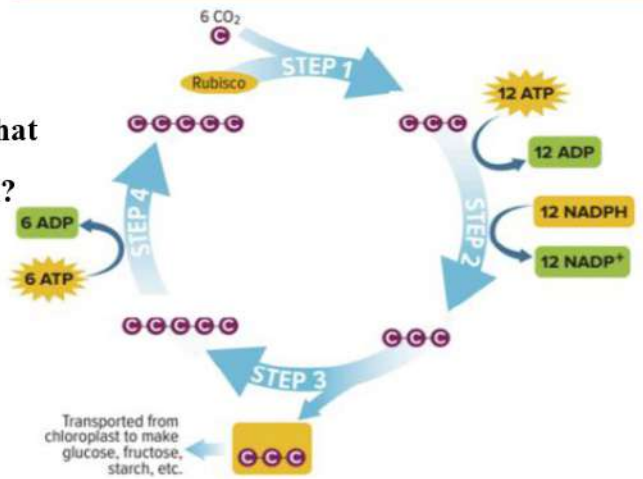 6 CO₂
C
Rubisco
STEP 1
C C C C C
C C C
12 ATP
12 ADP
STEP 2
12 NADPH
12 NADP⁺
hat
?
STEP 4
6 ADP
6 ATP
C C C C C
C C C
STEP 3
Transported from
chloroplast to make
glucose, fructose,
starch, etc.
C C C